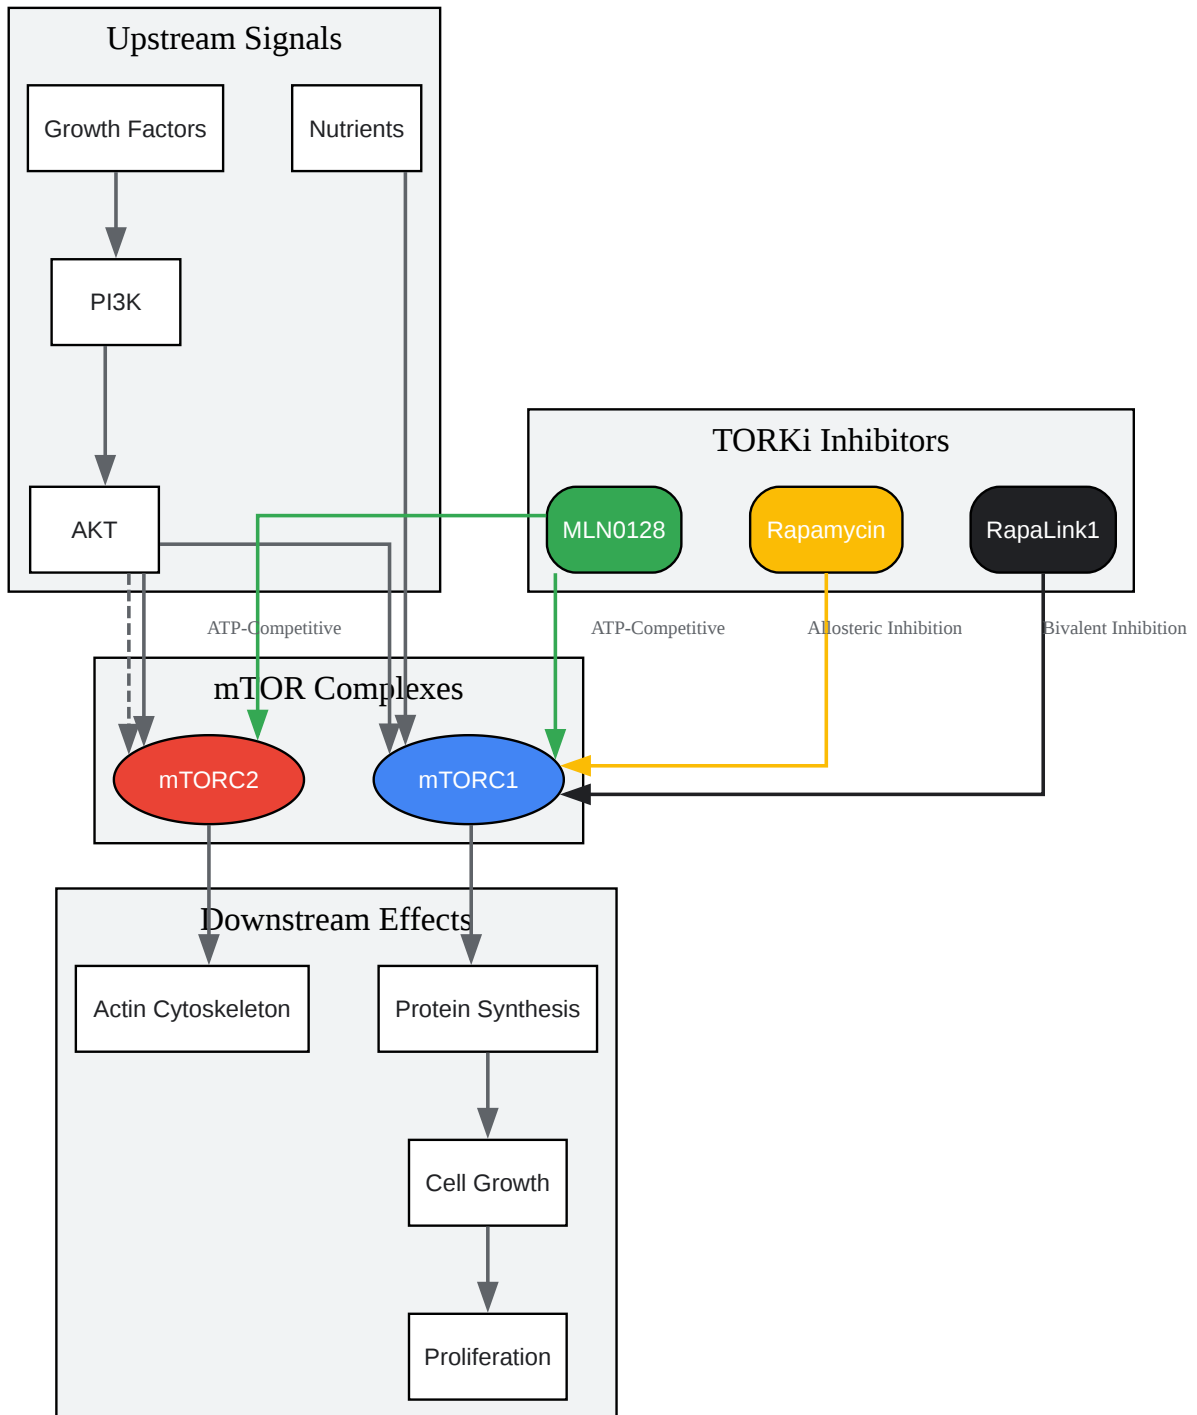 Upstream Signals
Growth Factors
Nutrients
PI3K
AKT
TORKi Inhibitors
MLN0128
Rapamycin
RapaLink1
ATP-Competitive
ATP-Competitive
Allosteric Inhibition
Bivalent Inhibition
mTOR Complexes
mTORC2
mTORC1
Downstream Effects
Actin Cytoskeleton
Protein Synthesis
Cell Growth
Proliferation